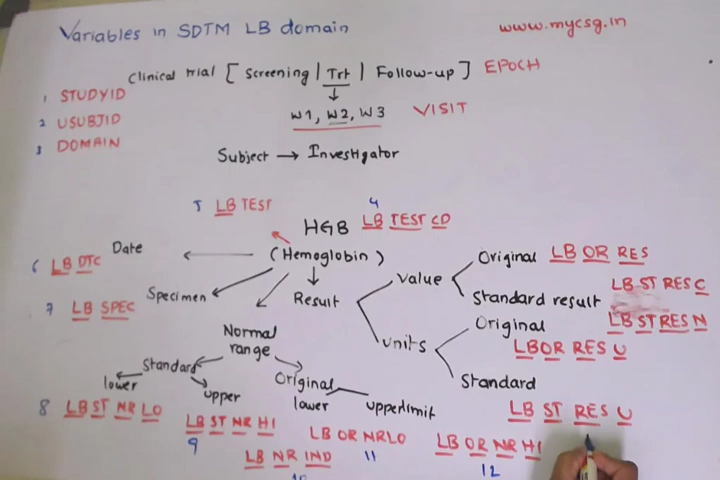 Variables in SDTM LB domain
www.mycsg.in
Clinical trial [ Screening | Trt | Follow-up ] EPOCH
1 STUDYID
W1, W2, W3 VISIT
2 USUBJID
3 DOMAIN
Subject → Investigator
5 LBTEST
4
HGB LBTESTCD
(Hemoglobin)
Date
6 LBDTC
Specimen
7 LBSPEC
Result
value
Original LBORRES
LBSTRESC
Standard result
LBSTRESN
units
Original
LBORRESU
Standard
LBSTRESU
Normal
range
Standard
lower
upper
Original
lower upperlimit
8 LBSTNRLO
LBSTNRHI
9
LBNRIND
LBORNRLO
11
LBORNRHI
12